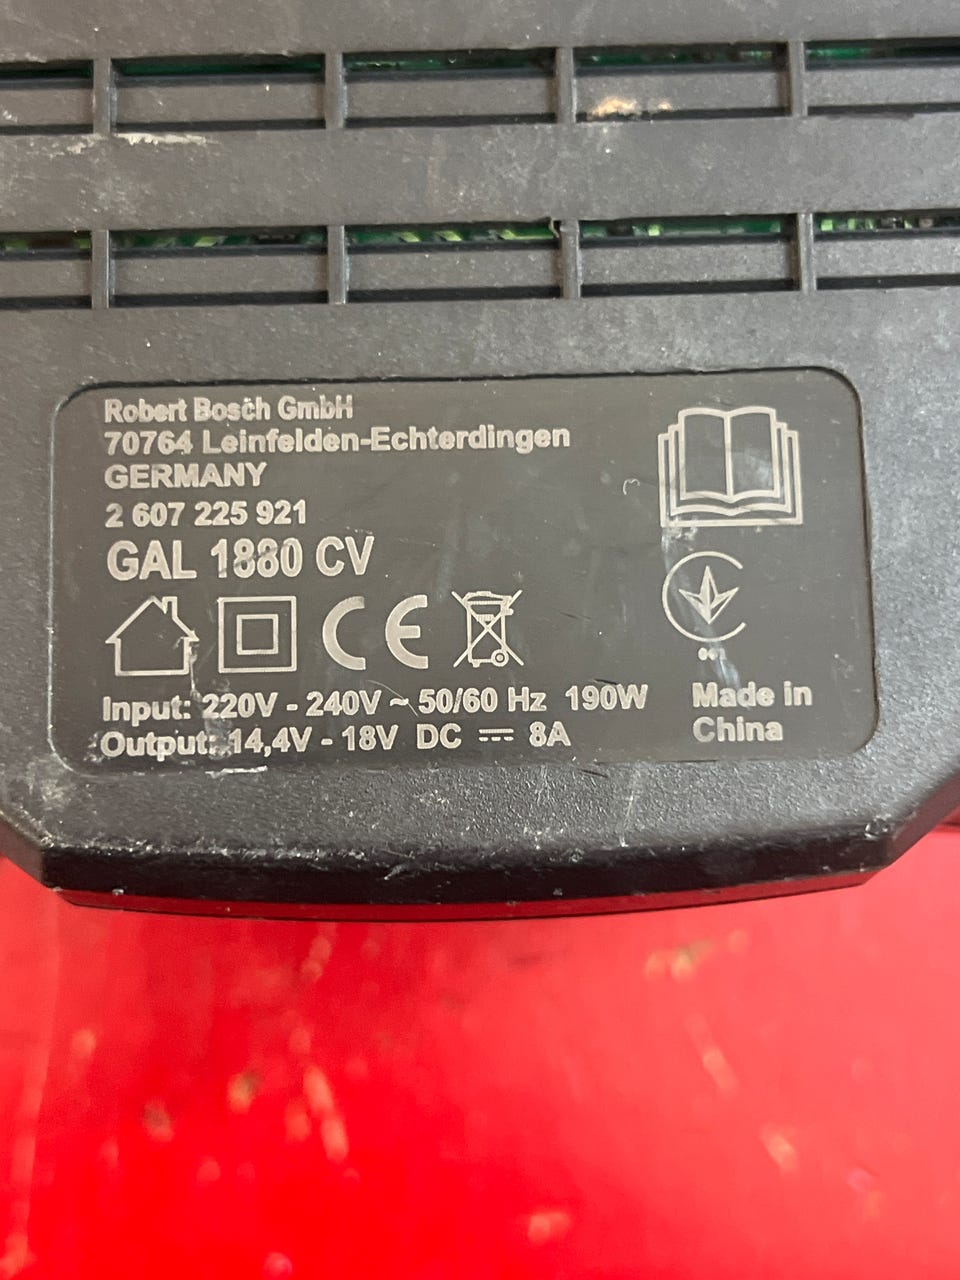 Robert Bosch GmbH
70764 Leinfelden-Echterdingen
GERMANY
2 607 225 921
GAL 1880 CV
CE
Input: 220V - 240V ~ 50/60 Hz 190W
Output: 14,4V - 18V DC ⎓ 8A
Made in
China